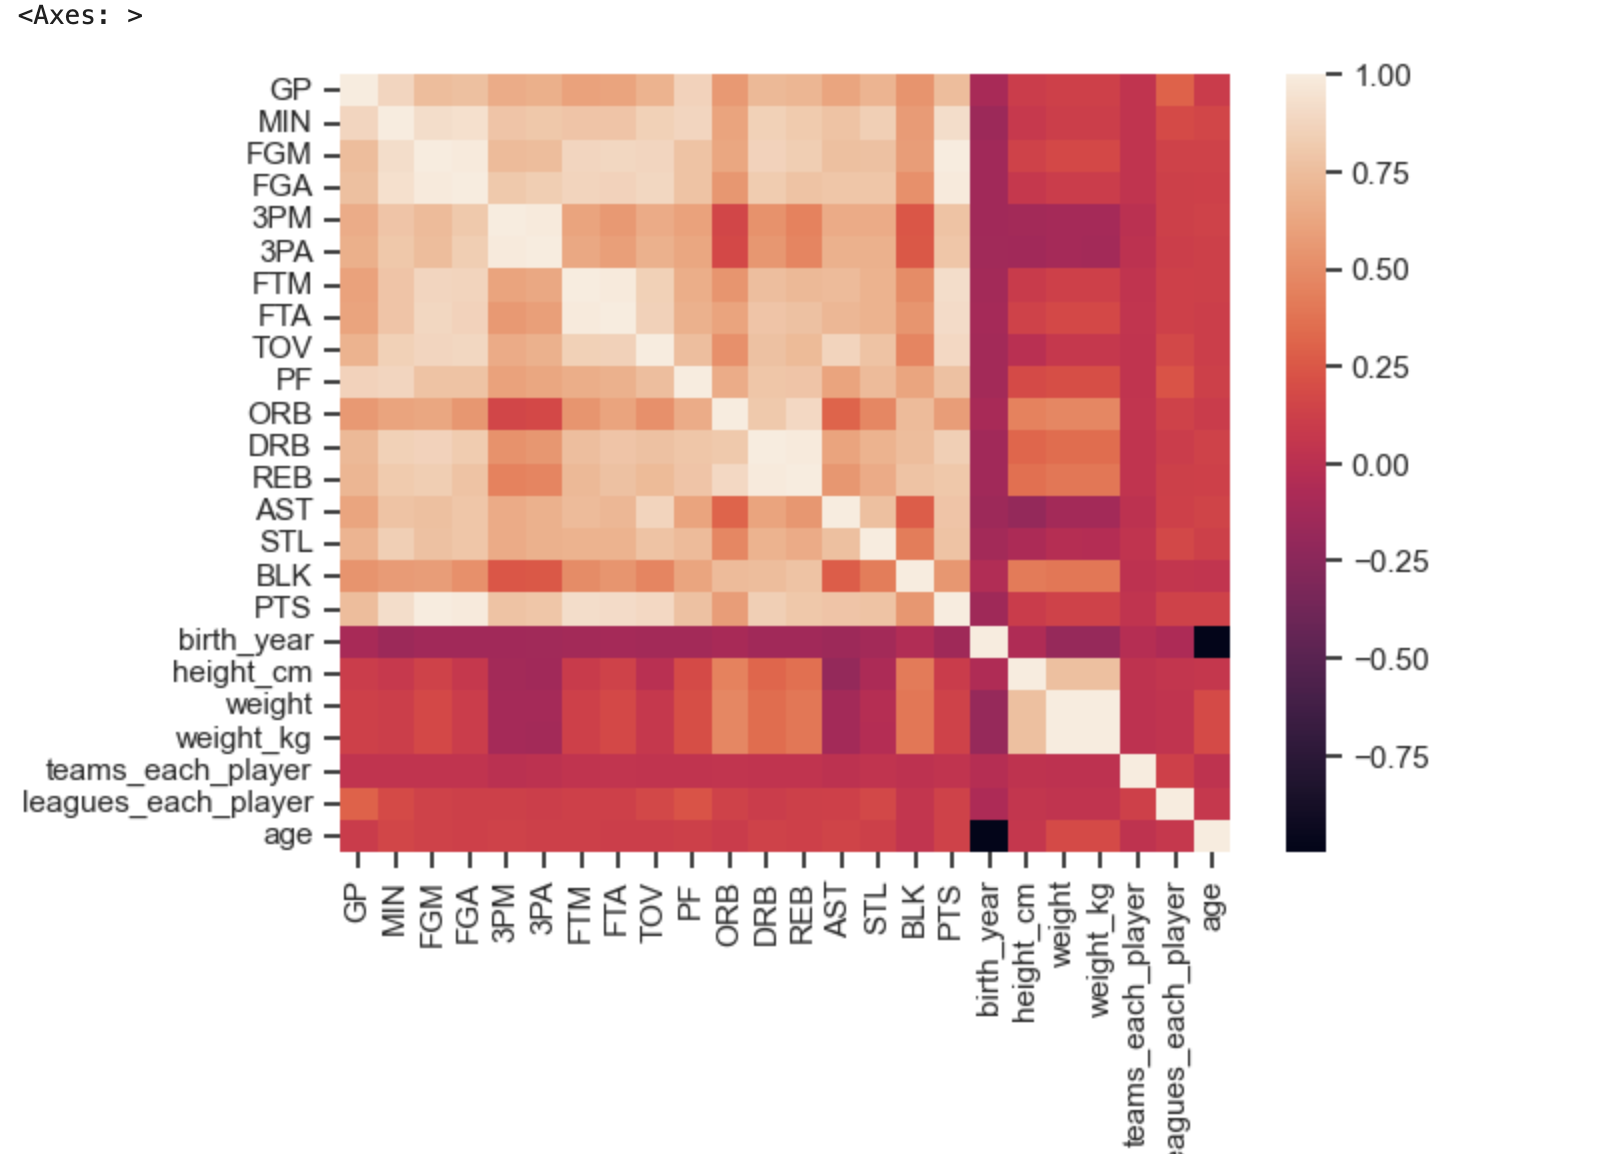 <Axes: >
GP
MIN
FGM
FGA
3PM
3PA
FTM
FTA
TOV
PF
ORB
DRB
REB
AST
STL
BLK
PTS
birth_year
height_cm
weight
weight_kg
teams_each_player
leagues_each_player
age
1.00
0.75
0.50
0.25
0.00
−0.25
−0.50
−0.75
GP
MIN
FGM
FGA
3PM
3PA
FTM
FTA
TOV
PF
ORB
DRB
REB
AST
STL
BLK
PTS
birth_year
height_cm
weight
weight_kg
teams_each_player
eagues_each_player
age